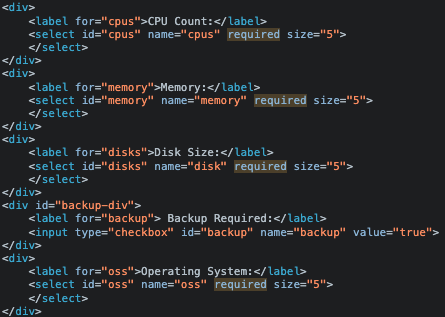 <div>
    <label for="cpus">CPU Count:</label>
    <select id="cpus" name="cpus" required size="5">
    </select>
</div>
<div>
    <label for="memory">Memory:</label>
    <select id="memory" name="memory" required size="5">
    </select>
</div>
<div>
    <label for="disks">Disk Size:</label>
    <select id="disks" name="disk" required size="5">
    </select>
</div>
<div id="backup-div">
    <label for="backup"> Backup Required:</label>
    <input type="checkbox" id="backup" name="backup" value="true">
</div>
<div>
    <label for="oss">Operating System:</label>
    <select id="oss" name="oss" required size="5">
    </select>
</div>